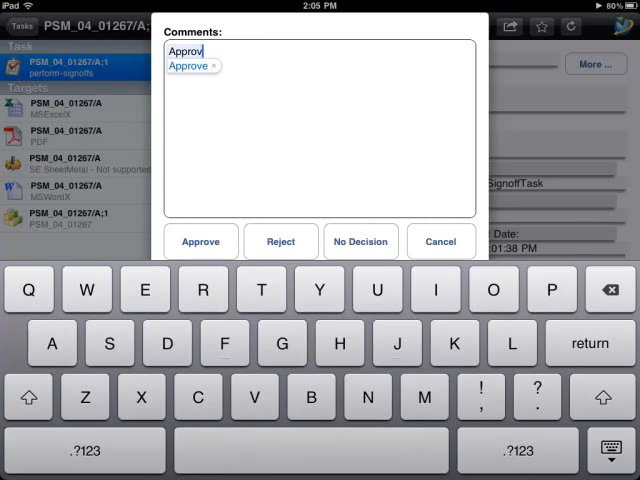 iPad
2:05 PM
80%
Tasks
PSM_04_01267/A;
Task
PSM_04_01267/A;1
perform-signoffs
Targets
PSM_04_01267/A
MSExcelX
PSM_04_01267/A
PDF
PSM_04_01267/A
SE SheetMetal - Not supported
PSM_04_01267/A
MSWordX
PSM_04_01267/A;1
PSM_04_01267
Comments:
Approv
Approve ×
Approve
Reject
No Decision
Cancel
More ...
SignoffTask
Date:
:01:38 PM
Q W E R T Y U I O P
A S D F G H J K L return
Z X C V B N M ! , ? .
.?123 .?123